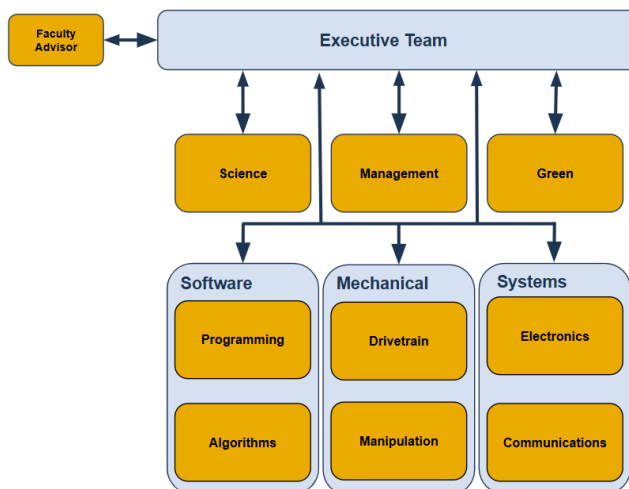 Faculty
Advisor
Executive Team
Science
Management
Green
Software
Mechanical
Systems
Programming
Drivetrain
Electronics
Algorithms
Manipulation
Communications